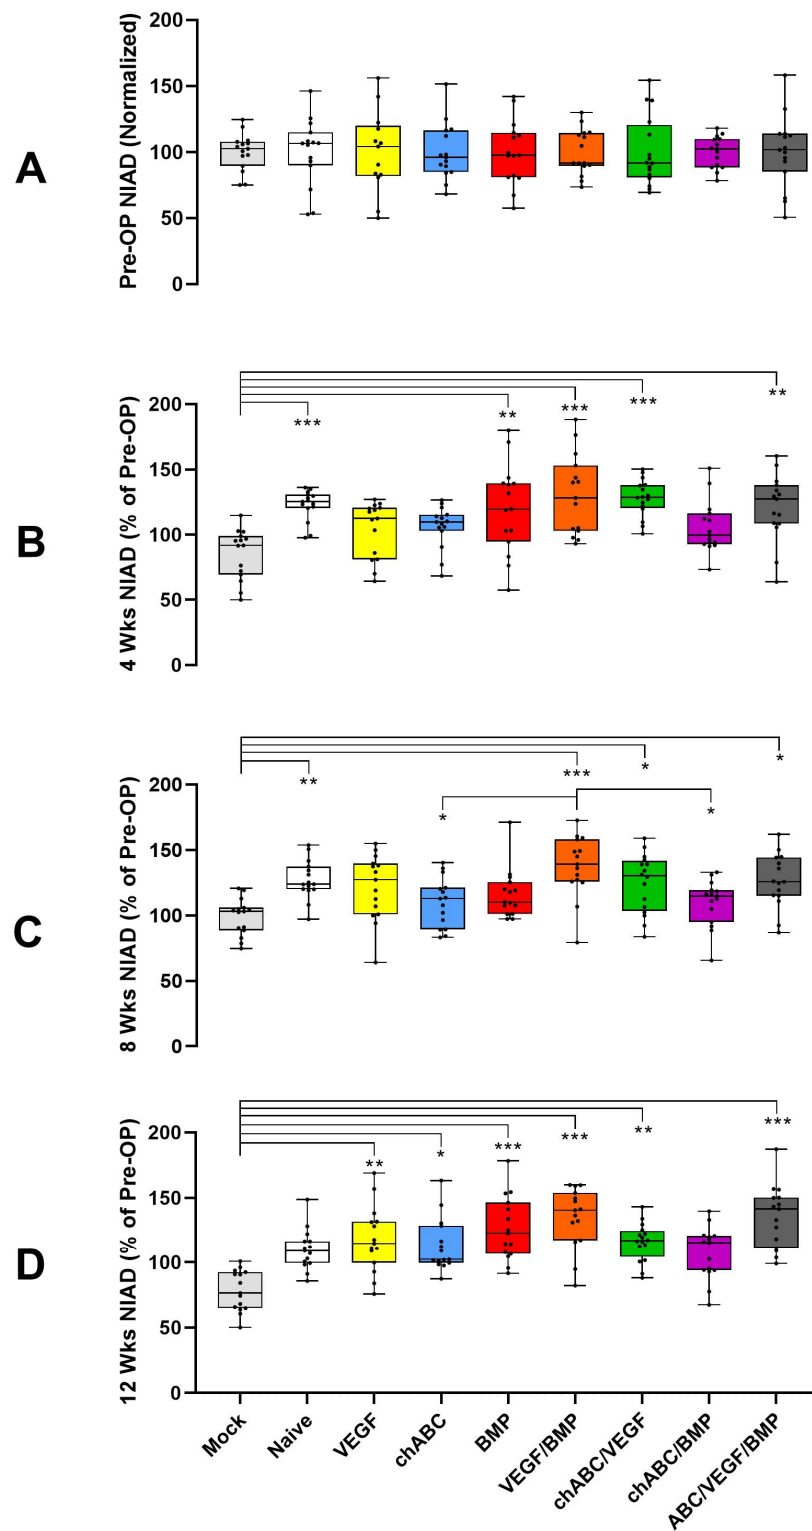 A
Pre-OP NIAD (Normalized)
200
150
100
50
0
B
4 Wks NIAD (% of Pre-OP)
200
150
100
50
0
***
**
***
***
**
C
8 Wks NIAD (% of Pre-OP)
200
150
100
50
0
**
***
*
*
*
*
D
12 Wks NIAD (% of Pre-OP)
200
150
100
50
0
**
*
***
***
**
***
Mock
Naive
VEGF
chABC
BMP
VEGF/BMP
chABC/VEGF
chABC/BMP
ABC/VEGF/BMP